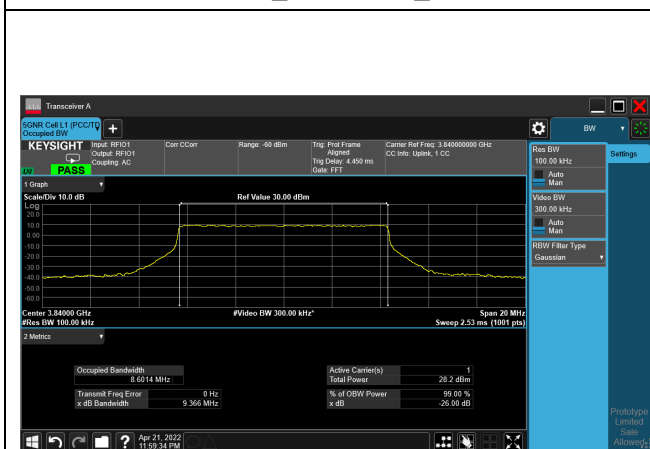 Transceiver A
5GNR Cell L1 (PCC/TD
Occupied BW
BW
KEYSIGHT
Input: RFIO1
Output: RFIO1
Coupling: AC
Corr CCorr
Range: -60 dBm
Trig: Prot Frame
Aligned
Trig Delay: 4.450 ms
Gate: FFT
Carrier Ref Freq: 3.840000000 GHz
CC Info: Uplink, 1 CC
PASS
Res BW
100.00 kHz
Auto
Man
Video BW
300.00 kHz
Auto
Man
RBW Filter Type
Gaussian
Settings
1 Graph
Scale/Div 10.0 dB
Ref Value 30.00 dBm
Log
20.0
10.0
0.00
-10.0
-20.0
-30.0
-40.0
-50.0
-60.0
Center 3.84000 GHz
#Video BW 300.00 kHz*
Span 20 MHz
#Res BW 100.00 kHz
Sweep 2.53 ms (1001 pts)
2 Metrics
Occupied Bandwidth
8.6014 MHz
Active Carrier(s) 1
Total Power 28.2 dBm
Transmit Freq Error 0 Hz
x dB Bandwidth 9.366 MHz
% of OBW Power 99.00 %
x dB -26.00 dB
Apr 21, 2022
11:59:34 PM
Prototype
Limited
Sale
Allowed